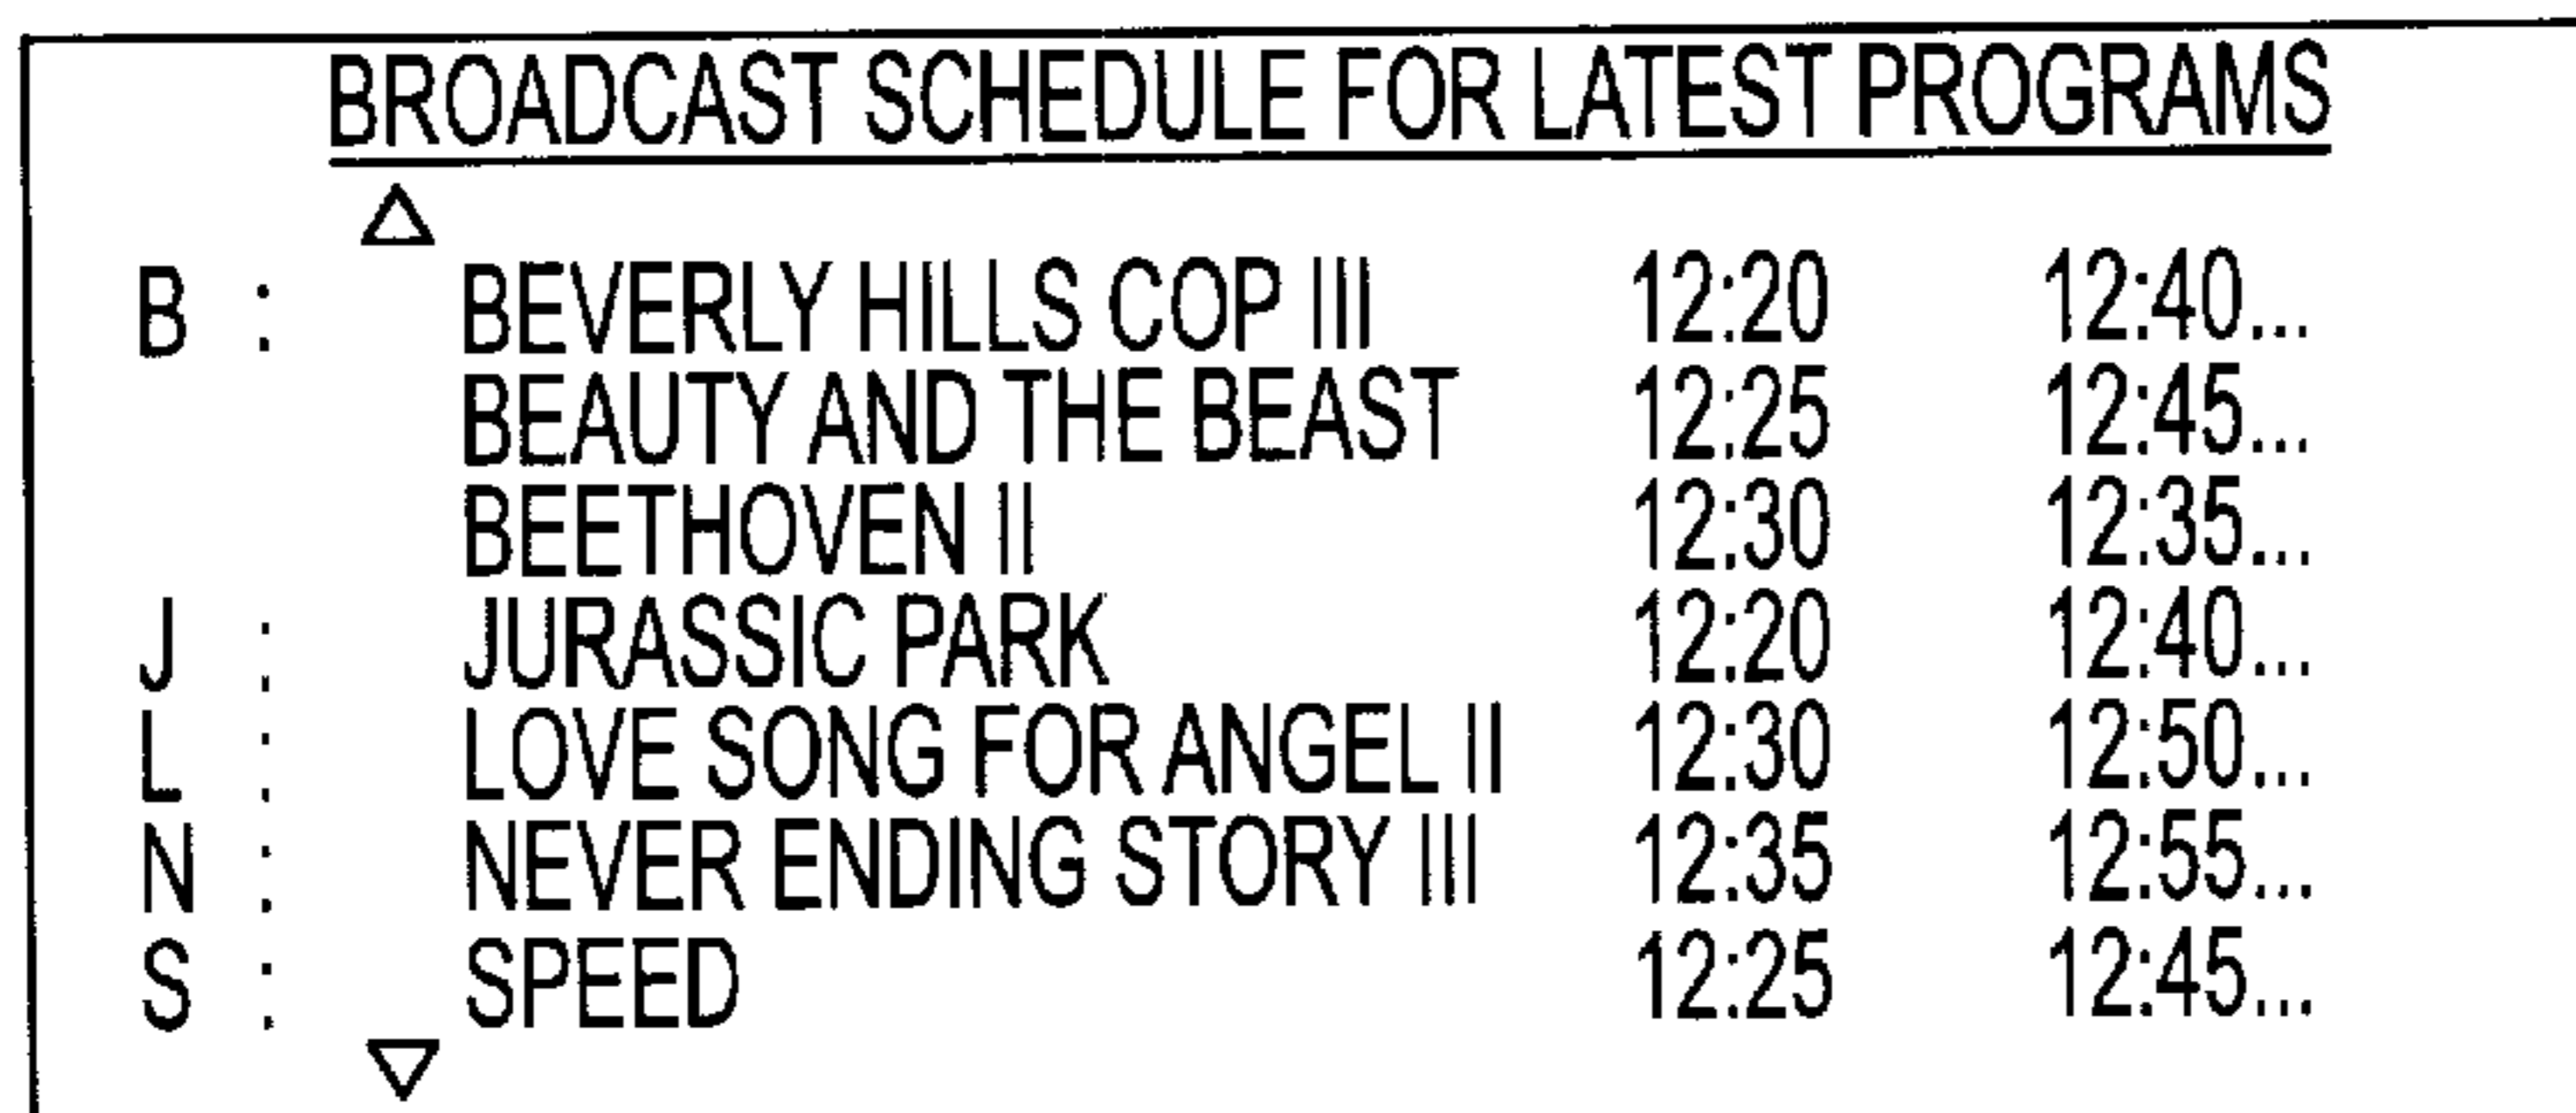 BROADCAST SCHEDULE FOR LATEST PROGRAMS
B : BEVERLY HILLS COP III 12:20 12:40...
BEAUTY AND THE BEAST 12:25 12:45...
BEETHOVEN II 12:30 12:35...
J : JURASSIC PARK 12:20 12:40...
L : LOVE SONG FOR ANGEL II 12:30 12:50...
N : NEVER ENDING STORY III 12:35 12:55...
S : SPEED 12:25 12:45...